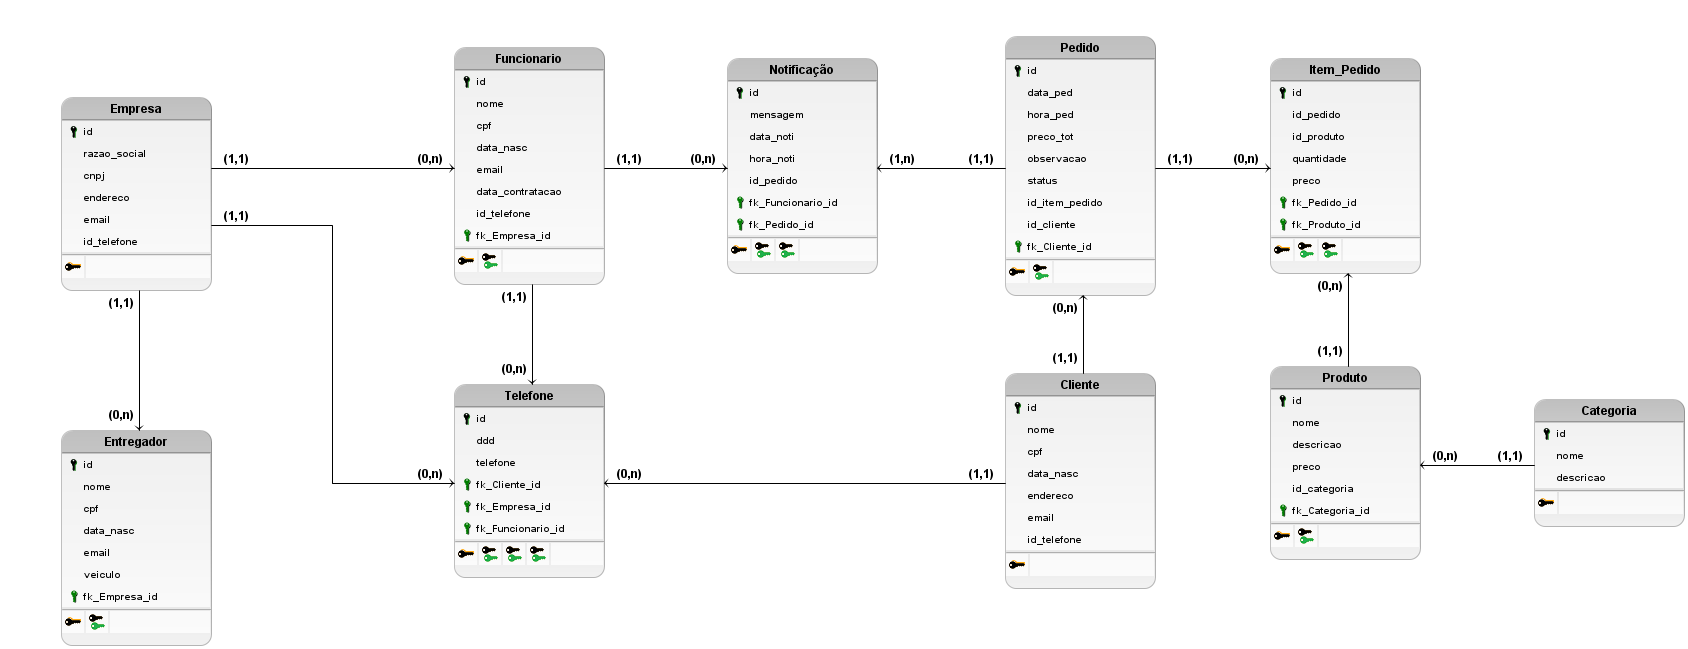 Empresa
id
razao_social
cnpj
endereco
email
id_telefone
(1,1)
(0,n)
(1,1)
(1,1)
(0,n)
Entregador
id
nome
cpf
data_nasc
email
veiculo
fk_Empresa_id
Funcionario
id
nome
cpf
data_nasc
email
data_contratacao
id_telefone
fk_Empresa_id
(1,1)
(0,n)
(1,1)
(0,n)
Telefone
id
ddd
telefone
fk_Cliente_id
fk_Empresa_id
fk_Funcionario_id
(0,n)
(0,n)
(1,1)
Notificação
id
mensagem
data_noti
hora_noti
id_pedido
fk_Funcionario_id
fk_Pedido_id
(1,n)
(1,1)
Pedido
id
data_ped
hora_ped
preco_tot
observacao
status
id_item_pedido
id_cliente
fk_Cliente_id
(1,1)
(0,n)
(0,n)
(1,1)
Cliente
id
nome
cpf
data_nasc
endereco
email
id_telefone
Item_Pedido
id
id_pedido
id_produto
quantidade
preco
fk_Pedido_id
fk_Produto_id
(0,n)
(1,1)
Produto
id
nome
descricao
preco
id_categoria
fk_Categoria_id
(0,n)
(1,1)
Categoria
id
nome
descricao